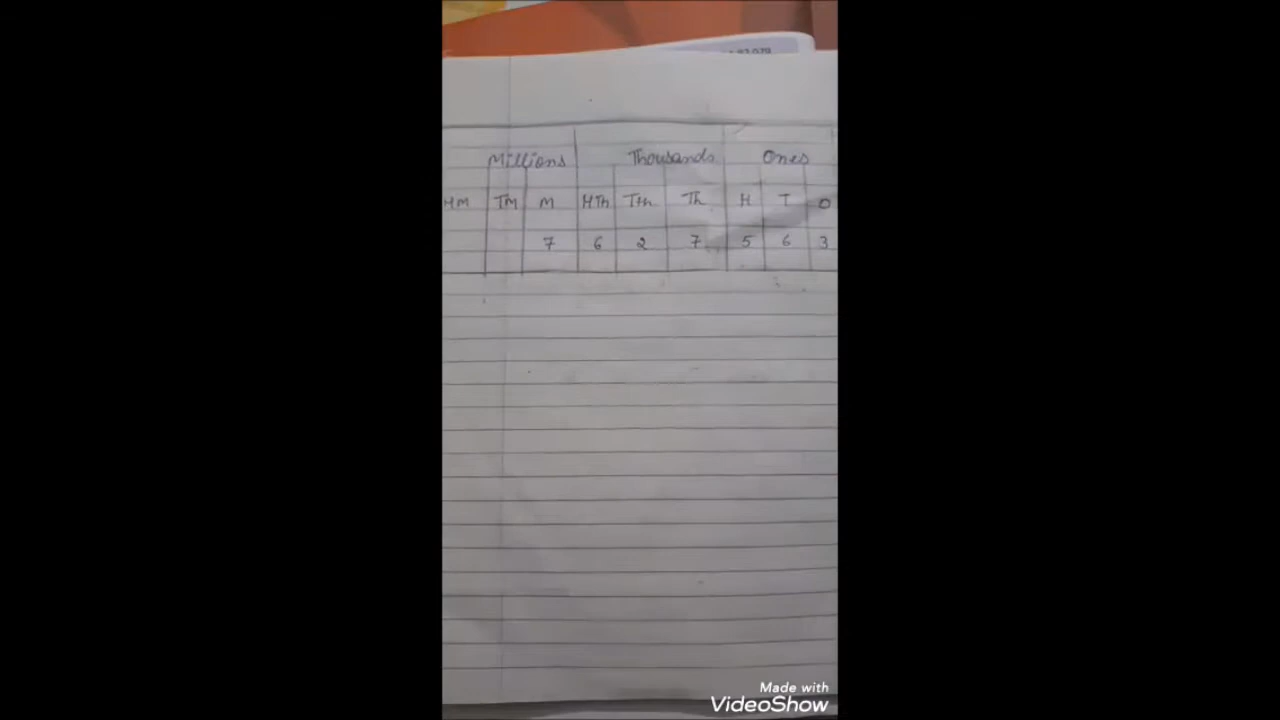 Millions Thousands Ones
HM TM M HTh Tth Th H T O
7 6 2 7 5 6 3
Made with
VideoShow